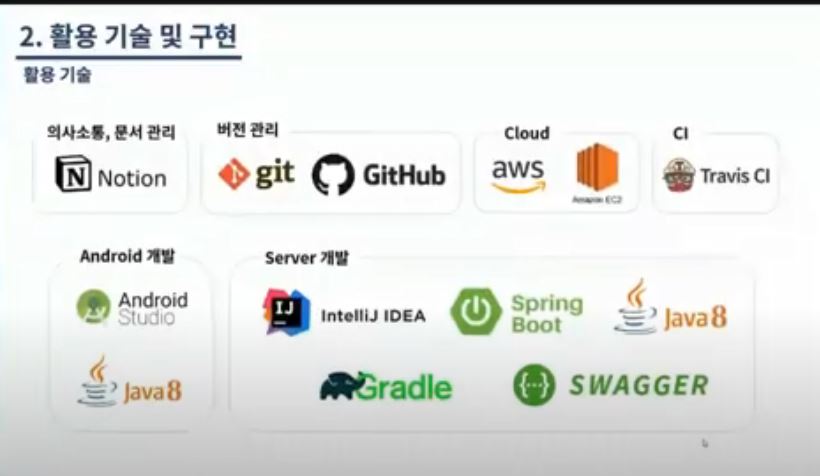 2. 활용 기술 및 구현
활용 기술
의사소통, 문서 관리
Notion
버전 관리
git
GitHub
Cloud
aws
Amazon EC2
CI
Travis CI
Android 개발
Android
Studio
Java8
Server 개발
IJ
IntelliJ IDEA
Spring
Boot
Java8
Gradle
{···}
SWAGGER